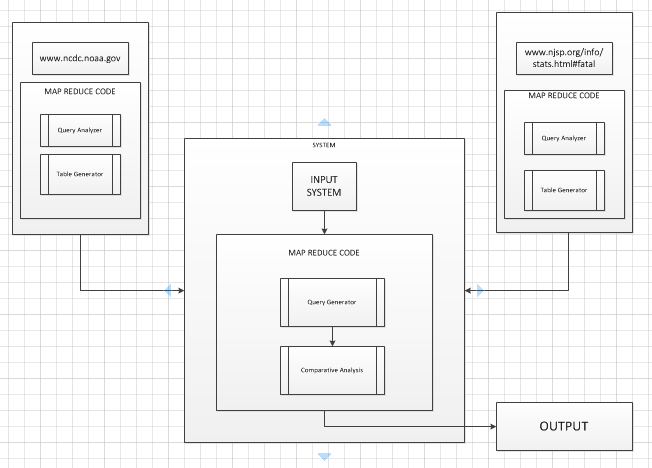 www.ncdc.noaa.gov
MAP REDUCE CODE
Query Analyzer
Table Generator
www.njsp.org/info/
stats.html#fatal
MAP REDUCE CODE
Query Analyzer
Table Generator
SYSTEM
INPUT
SYSTEM
MAP REDUCE CODE
Query Generator
Comparative Analysis
OUTPUT